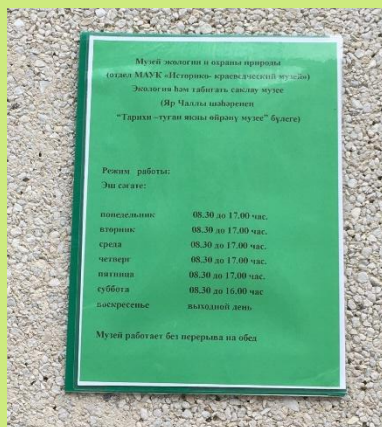 Музей экологии и охраны природы
(отдел МАУК «Историко- краеведческий музей»)
Экология һәм табигать саклау музее
(Яр Чаллы шәһәренең
"Тарихи –туган якны өйрәнү музее" бүлеге)
Режим работы:
Эш сәгате:
понедельник 08.30 до 17.00 час.
вторник 08.30 до 17.00 час.
среда 08.30 до 17.00 час.
четверг 08.30 до 17.00 час.
пятница 08.30 до 17.00 час.
суббота 08.30 до 16.00 час
воскресенье выходной день
Музей работает без перерыва на обед